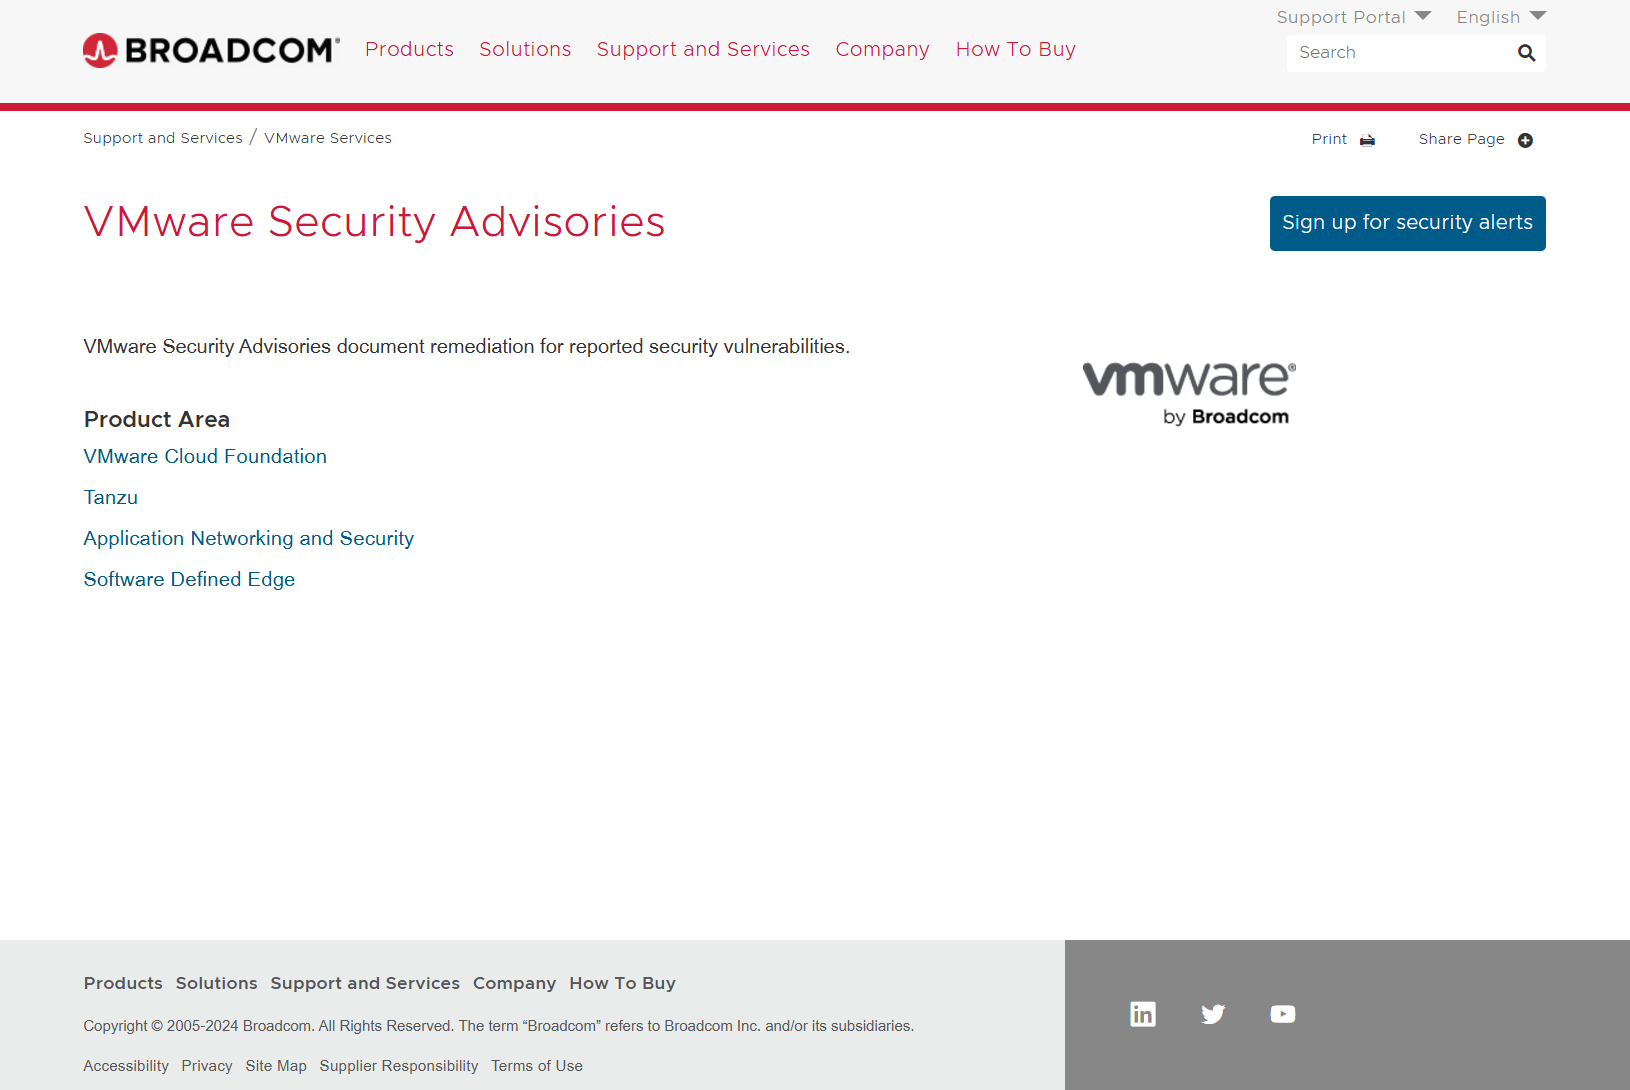 Support Portal English
BROADCOM® Products Solutions Support and Services Company How To Buy
Search
Support and Services / VMware Services
Print Share Page
VMware Security Advisories
Sign up for security alerts
VMware Security Advisories document remediation for reported security vulnerabilities.
vmware®
by Broadcom
Product Area
VMware Cloud Foundation
Tanzu
Application Networking and Security
Software Defined Edge
Products Solutions Support and Services Company How To Buy
Copyright © 2005-2024 Broadcom. All Rights Reserved. The term “Broadcom” refers to Broadcom Inc. and/or its subsidiaries.
Accessibility Privacy Site Map Supplier Responsibility Terms of Use